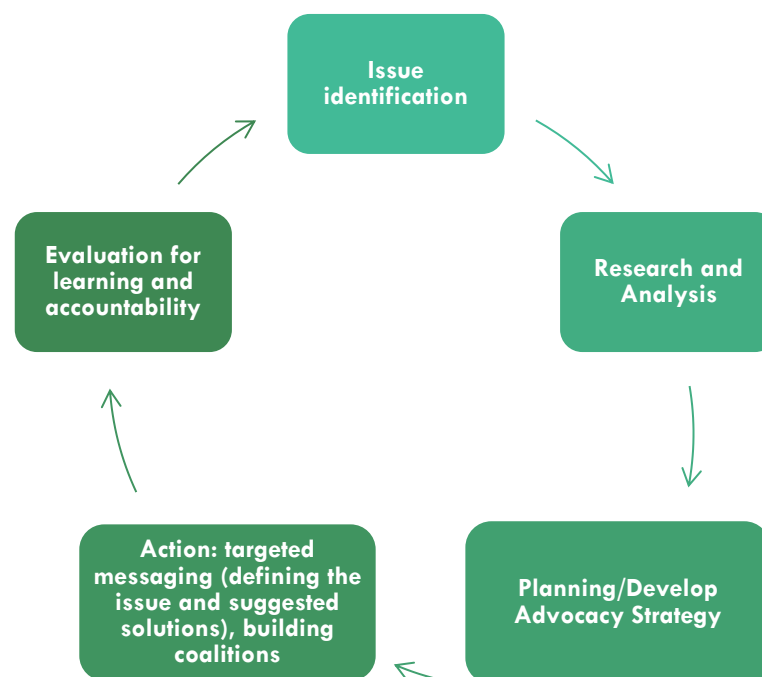 Issue
identification
Research and
Analysis
Planning/Develop
Advocacy Strategy
Action: targeted
messaging (defining the
issue and suggested
solutions), building
coalitions
Evaluation for
learning and
accountability